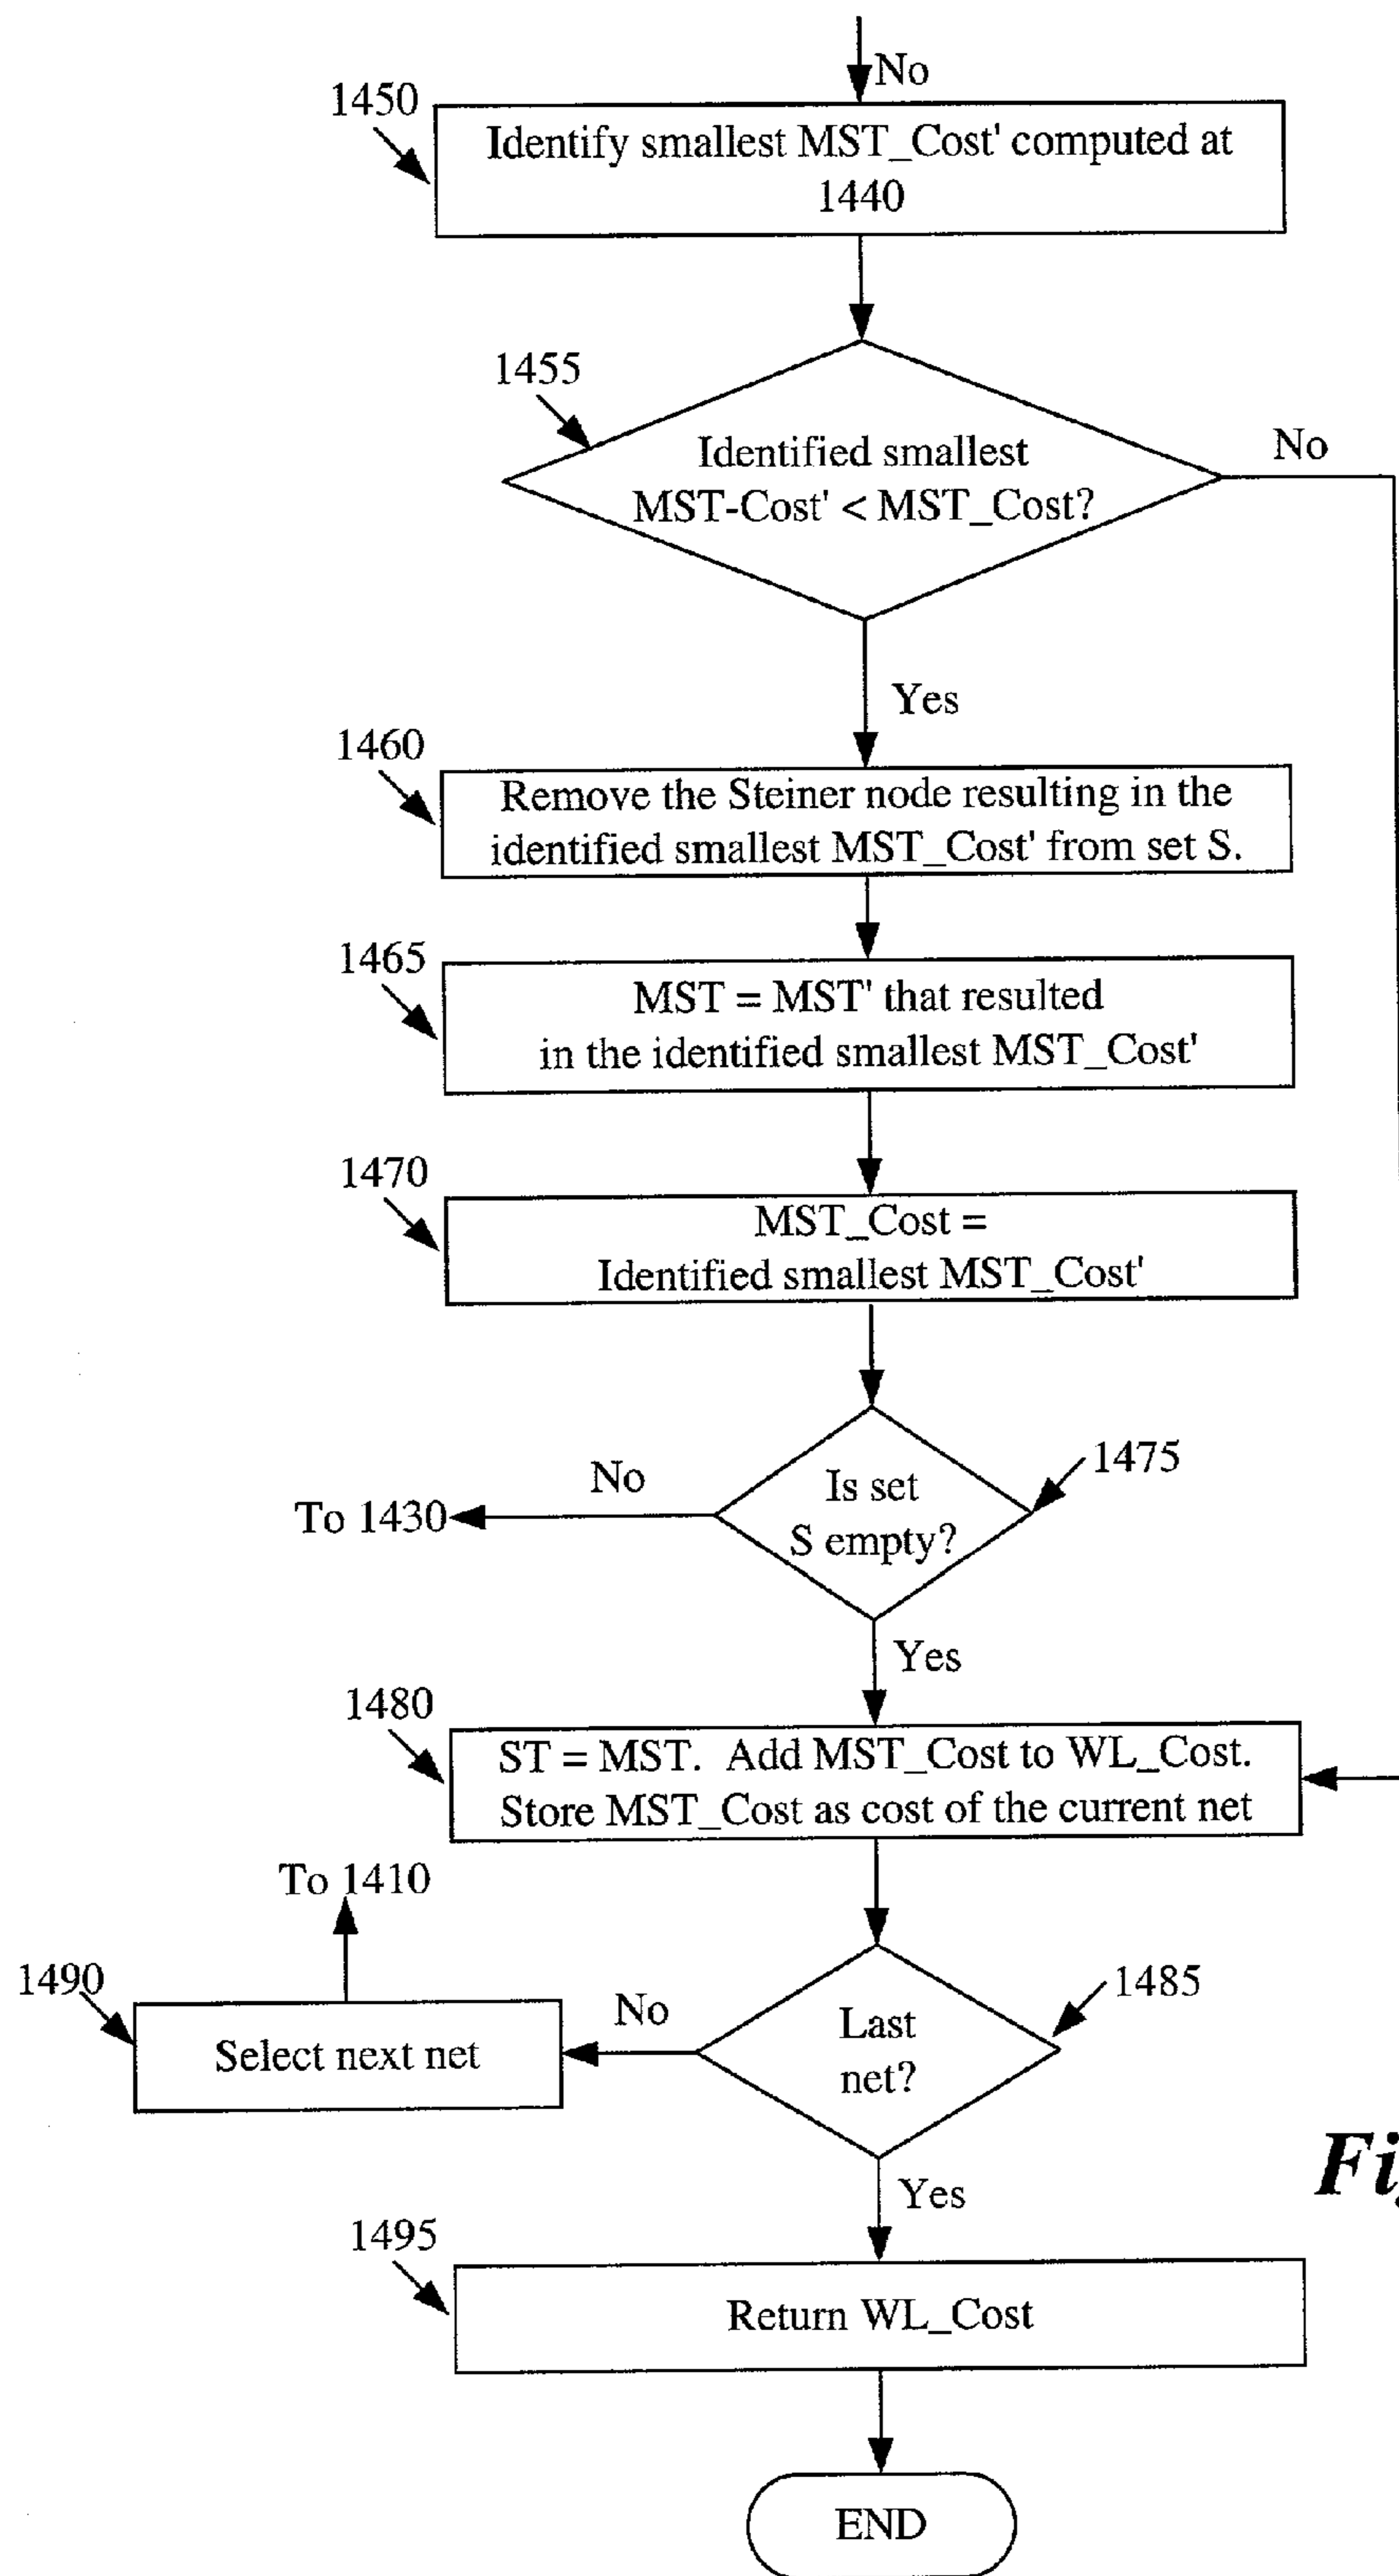 No
1450
Identify smallest MST_Cost' computed at
1440
1455
Identified smallest
MST-Cost' < MST_Cost?
No
Yes
1460
Remove the Steiner node resulting in the
identified smallest MST_Cost' from set S.
1465
MST = MST' that resulted
in the identified smallest MST_Cost'
1470
MST_Cost =
Identified smallest MST_Cost'
1475
Is set
S empty?
No
To 1430
Yes
1480
ST = MST. Add MST_Cost to WL_Cost.
Store MST_Cost as cost of the current net
To 1410
1490
Select next net
No
1485
Last
net?
Yes
1495
Return WL_Cost
END